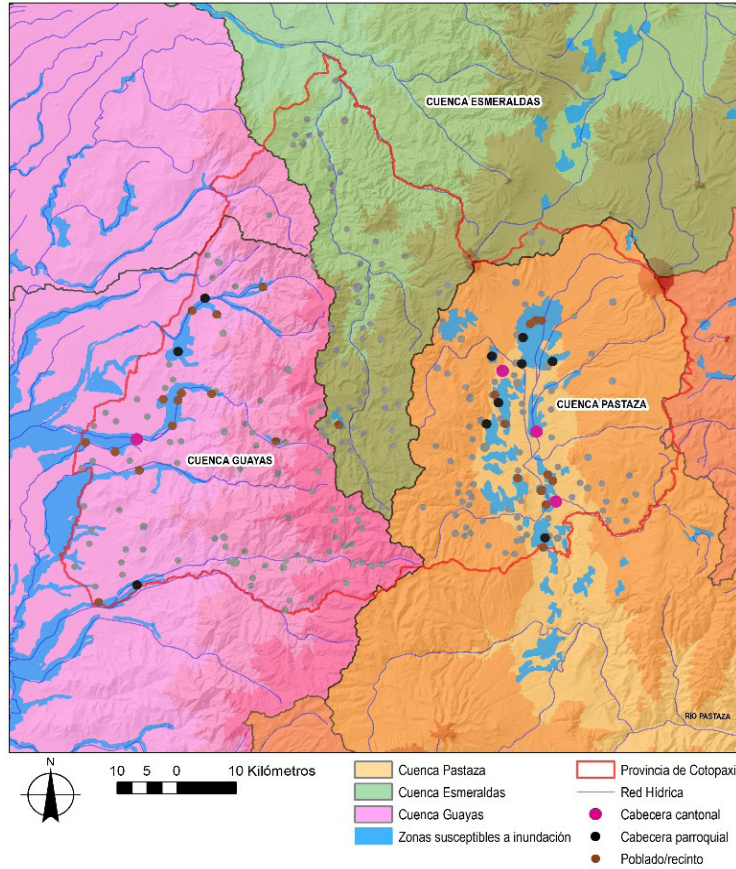 CUENCA ESMERALDAS
CUENCA PASTAZA
CUENCA GUAYAS
RIO PASTAZA
N
10 5 0 10 Kilómetros
Cuenca Pastaza
Cuenca Esmeraldas
Cuenca Guayas
Zonas susceptibles a inundación
Provincia de Cotopaxi
Red Hídrica
Cabecera cantonal
Cabecera parroquial
Poblado/recinto